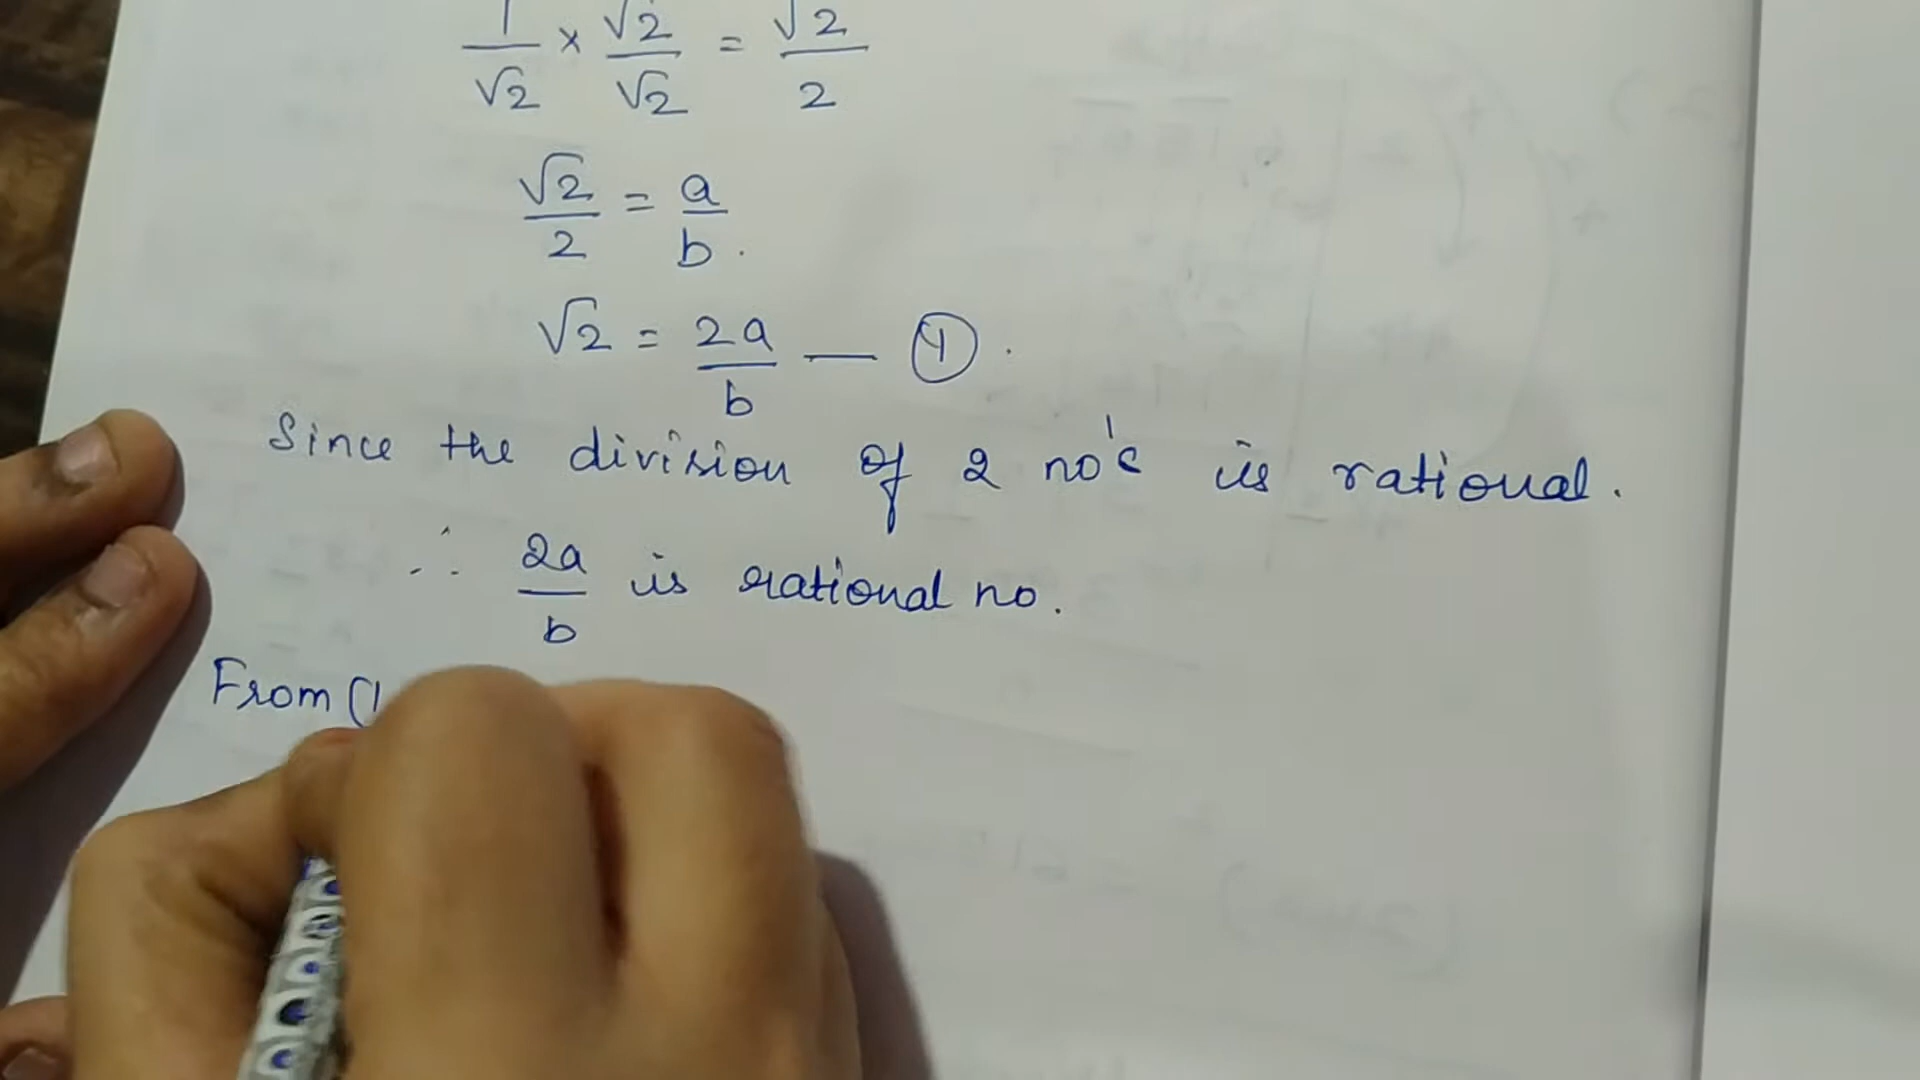 1/√2 × √2/√2 = √2/2
√2/2 = a/b.
√2 = 2a/b — ①.
Since the division of 2 no's is rational.
∴ 2a/b is rational no.
From (1